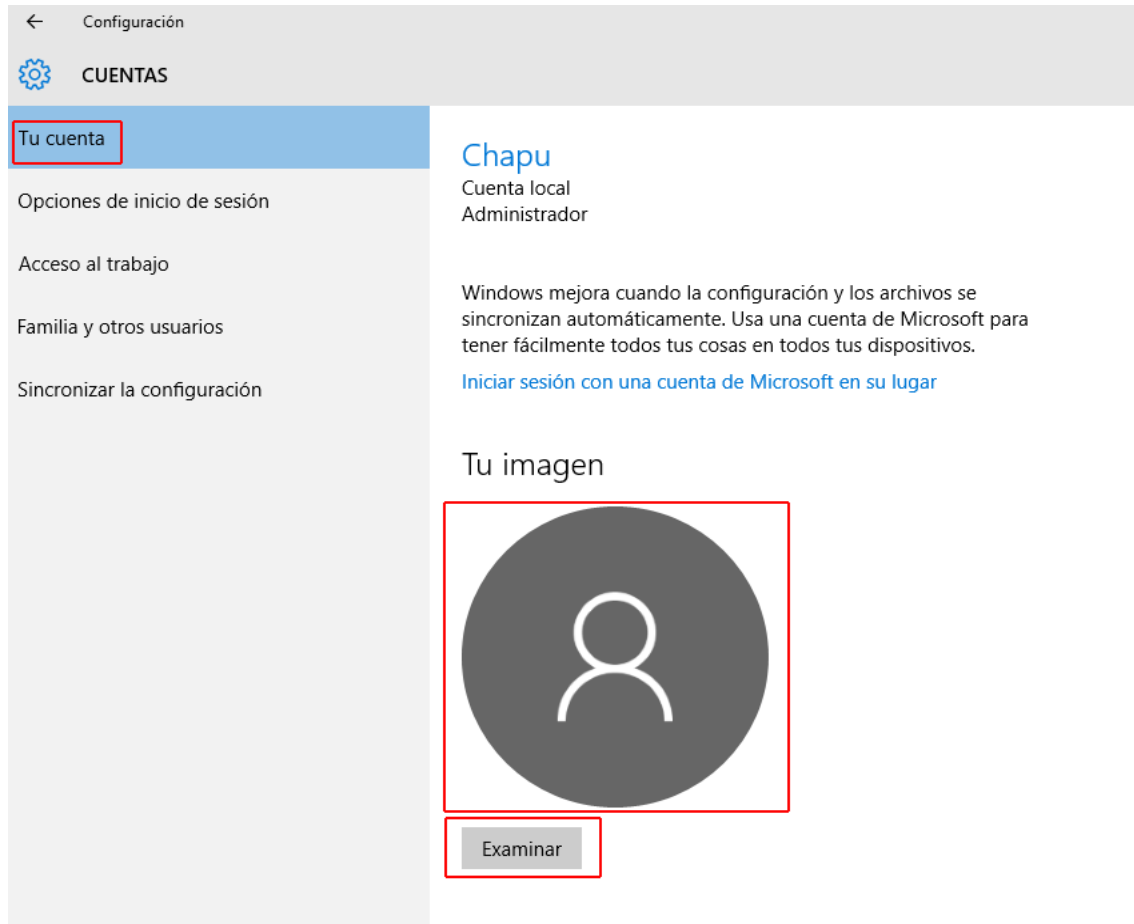 Configuración
CUENTAS
Tu cuenta
Opciones de inicio de sesión
Acceso al trabajo
Familia y otros usuarios
Sincronizar la configuración
Chapu
Cuenta local
Administrador
Windows mejora cuando la configuración y los archivos se
sincronizan automáticamente. Usa una cuenta de Microsoft para
tener fácilmente todos tus cosas en todos tus dispositivos.
Iniciar sesión con una cuenta de Microsoft en su lugar
Tu imagen
Examinar